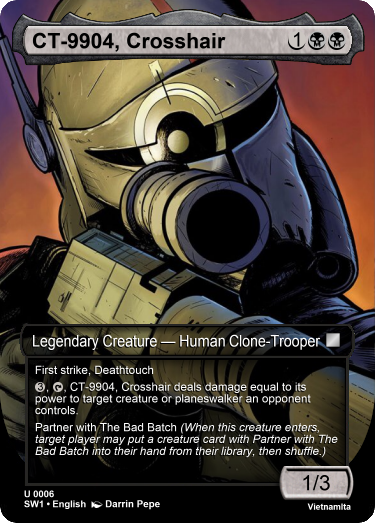 CT-9904, Crosshair 1
Legendary Creature — Human Clone-Trooper
First strike, Deathtouch
3, , CT-9904, Crosshair deals damage equal to its
power to target creature or planeswalker an opponent
controls.
Partner with The Bad Batch (When this creature enters,
target player may put a creature card with Partner with The
Bad Batch into their hand from their library, then shuffle.)
1/3
U 0006
SW1 • English Darrin Pepe
VietnamIta